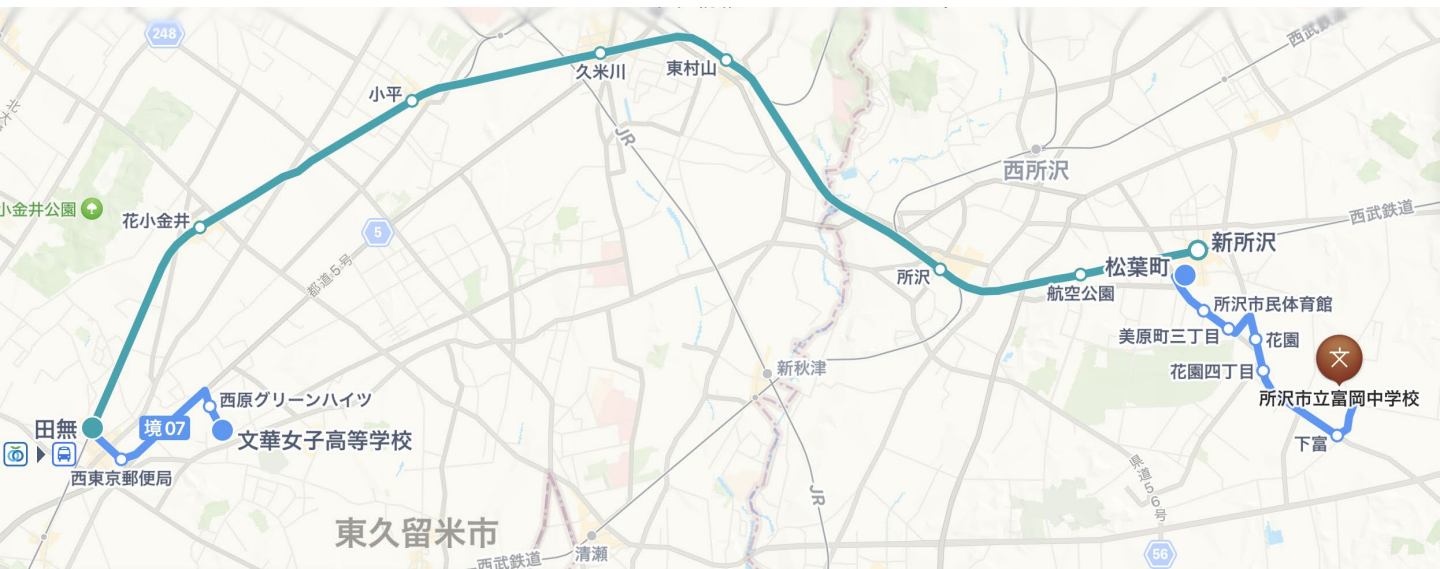 248
久米川
東村山
小平
西武鉄道
JR
西所沢
小金井公園
花小金井
5
都道5号
西武鉄道
新所沢
松葉町
所沢
航空公園
所沢市民体育館
美原町三丁目
花園
花園四丁目
文
所沢市立富岡中学校
新秋津
西原グリーンハイツ
境07
田無
文華女子高等学校
西東京郵便局
下富
県道56号
JR
東久留米市
西武鉄道
清瀬
56